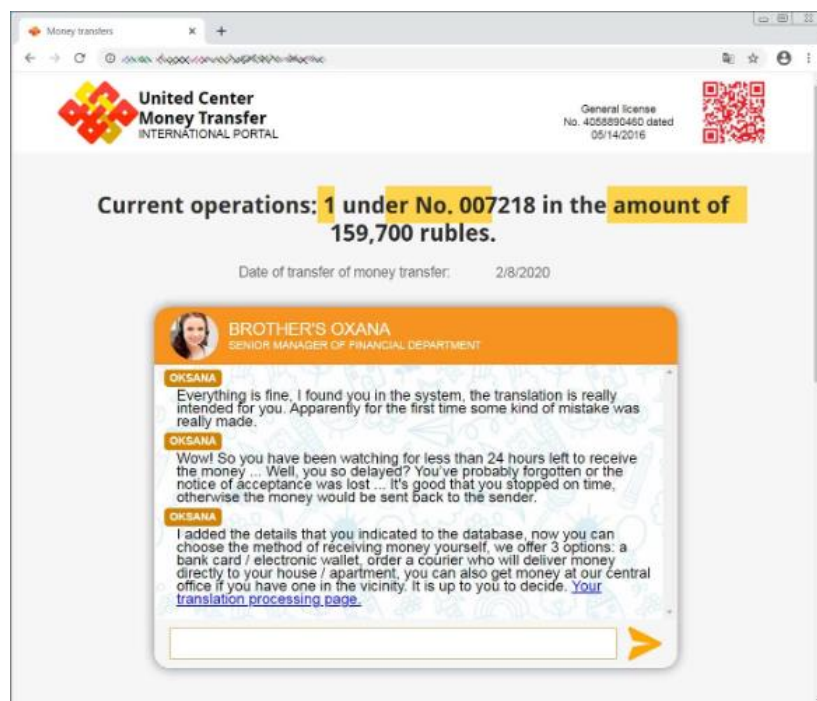 Money transfers
United Center
Money Transfer
INTERNATIONAL PORTAL
General license
No. 4058890460 dated
05/14/2016
Current operations: 1 under No. 007218 in the amount of
159,700 rubles.
Date of transfer of money transfer: 2/8/2020
BROTHER'S OXANA
SENIOR MANAGER OF FINANCIAL DEPARTMENT
OKSANA
Everything is fine, I found you in the system, the translation is really
intended for you. Apparently for the first time some kind of mistake was
really made.
OKSANA
Wow! So you have been watching for less than 24 hours left to receive
the money ... Well, you so delayed? You've probably forgotten or the
notice of acceptance was lost ... It's good that you stopped on time,
otherwise the money would be sent back to the sender.
OKSANA
I added the details that you indicated to the database, now you can
choose the method of receiving money yourself, we offer 3 options: a
bank card / electronic wallet, order a courier who will deliver money
directly to your house / apartment, you can also get money at our central
office if you have one in the vicinity. It is up to you to decide. Your
translation processing page.